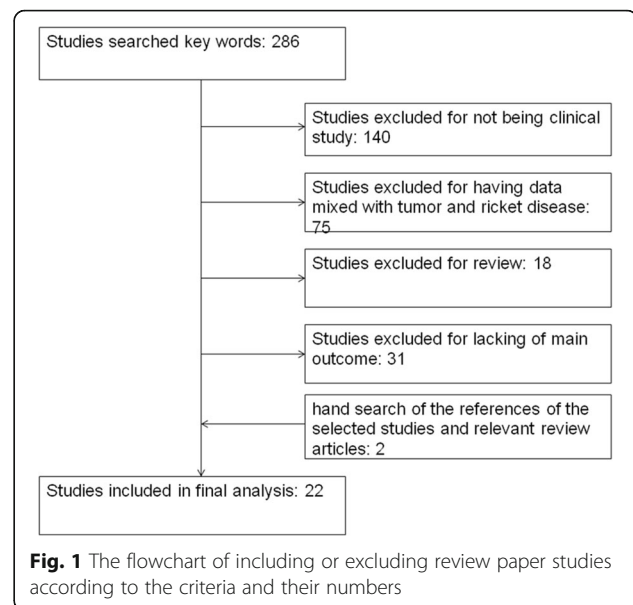 Studies searched key words: 286
Studies excluded for not being clinical
study: 140
Studies excluded for having data
mixed with tumor and ricket disease:
75
Studies excluded for review: 18
Studies excluded for lacking of main
outcome: 31
hand search of the references of the
selected studies and relevant review
articles: 2
Studies included in final analysis: 22
Fig. 1 The flowchart of including or excluding review paper studies
according to the criteria and their numbers